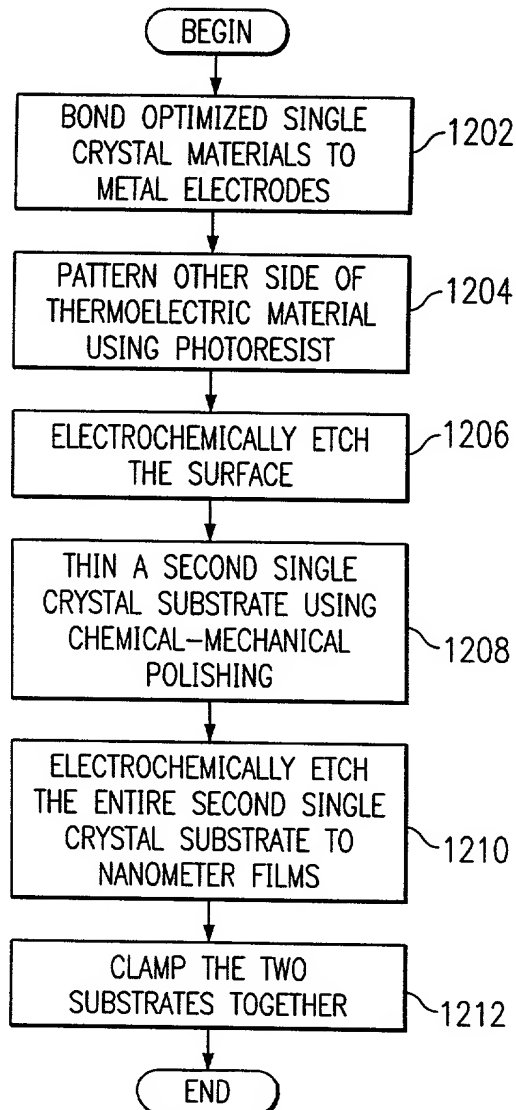 BEGIN
BOND OPTIMIZED SINGLE
CRYSTAL MATERIALS TO
METAL ELECTRODES
1202
PATTERN OTHER SIDE OF
THERMOELECTRIC MATERIAL
USING PHOTORESIST
1204
ELECTROCHEMICALLY ETCH
THE SURFACE
1206
THIN A SECOND SINGLE
CRYSTAL SUBSTRATE USING
CHEMICAL-MECHANICAL
POLISHING
1208
ELECTROCHEMICALLY ETCH
THE ENTIRE SECOND SINGLE
CRYSTAL SUBSTRATE TO
NANOMETER FILMS
1210
CLAMP THE TWO
SUBSTRATES TOGETHER
1212
END